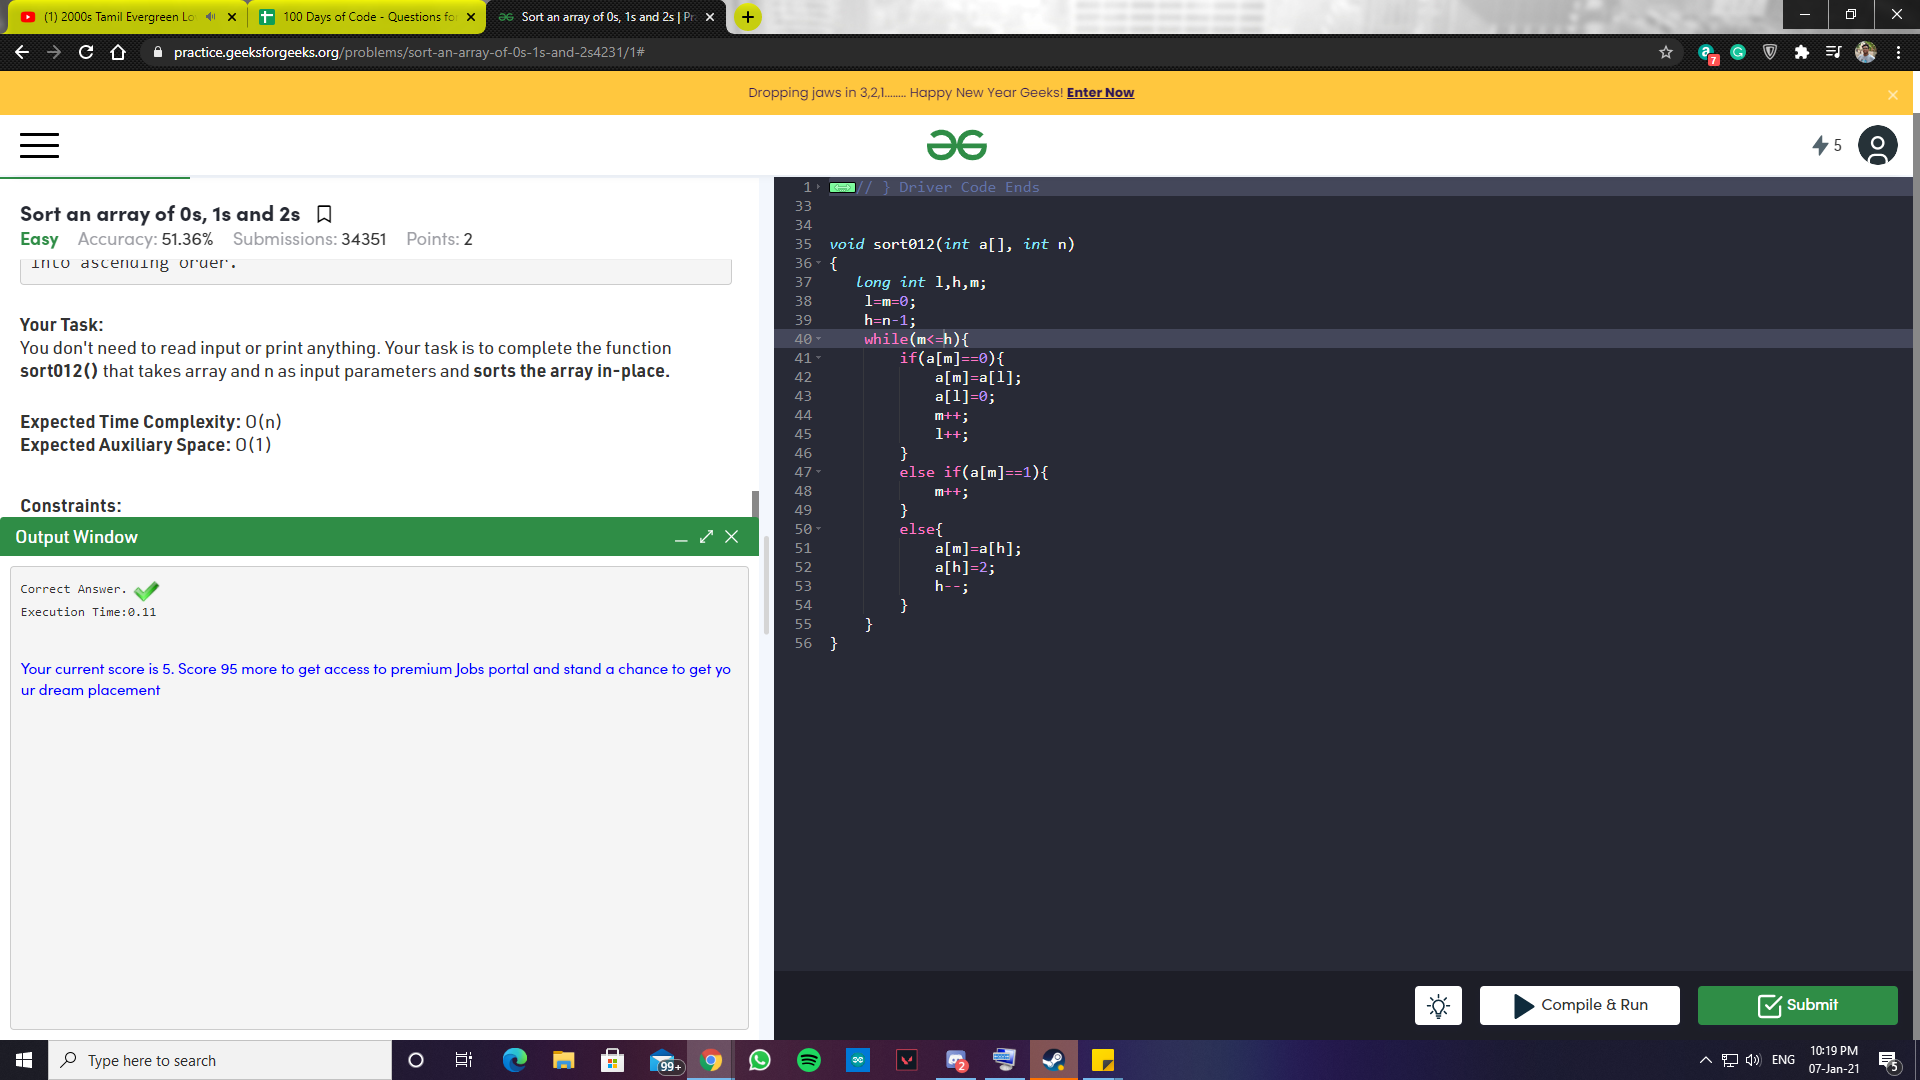 (1) 2000s Tamil Evergreen Lo
100 Days of Code - Questions fo
Sort an array of 0s, 1s and 2s | Pr
practice.geeksforgeeks.org/problems/sort-an-array-of-0s-1s-and-2s4231/1#
7
Dropping jaws in 3,2,1........ Happy New Year Geeks! Enter Now
5
Sort an array of 0s, 1s and 2s
Easy Accuracy: 51.36% Submissions: 34351 Points: 2
into ascending order.
Your Task:
You don't need to read input or print anything. Your task is to complete the function
sort012() that takes array and n as input parameters and sorts the array in-place.
Expected Time Complexity: O(n)
Expected Auxiliary Space: O(1)
Constraints:
Output Window
Correct Answer.
Execution Time:0.11
Your current score is 5. Score 95 more to get access to premium Jobs portal and stand a chance to get yo
ur dream placement
1 // } Driver Code Ends
33
34
35 void sort012(int a[], int n)
36 {
37 long int l,h,m;
38 l=m=0;
39 h=n-1;
40 while(m<=h){
41 if(a[m]==0){
42 a[m]=a[l];
43 a[l]=0;
44 m++;
45 l++;
46 }
47 else if(a[m]==1){
48 m++;
49 }
50 else{
51 a[m]=a[h];
52 a[h]=2;
53 h--;
54 }
55 }
56 }
Compile & Run
Submit
Type here to search
99+
2
ENG
10:19 PM
07-Jan-21
5